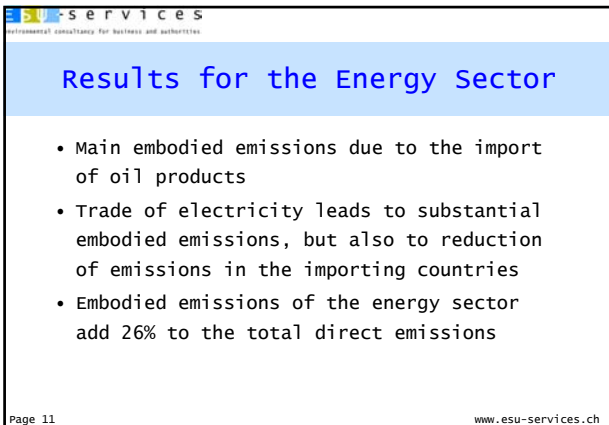 ESU-services
environmental consultancy for business and authorities
Results for the Energy Sector
• Main embodied emissions due to the import
of oil products
• Trade of electricity leads to substantial
embodied emissions, but also to reduction
of emissions in the importing countries
• Embodied emissions of the energy sector
add 26% to the total direct emissions
Page 11
www.esu-services.ch